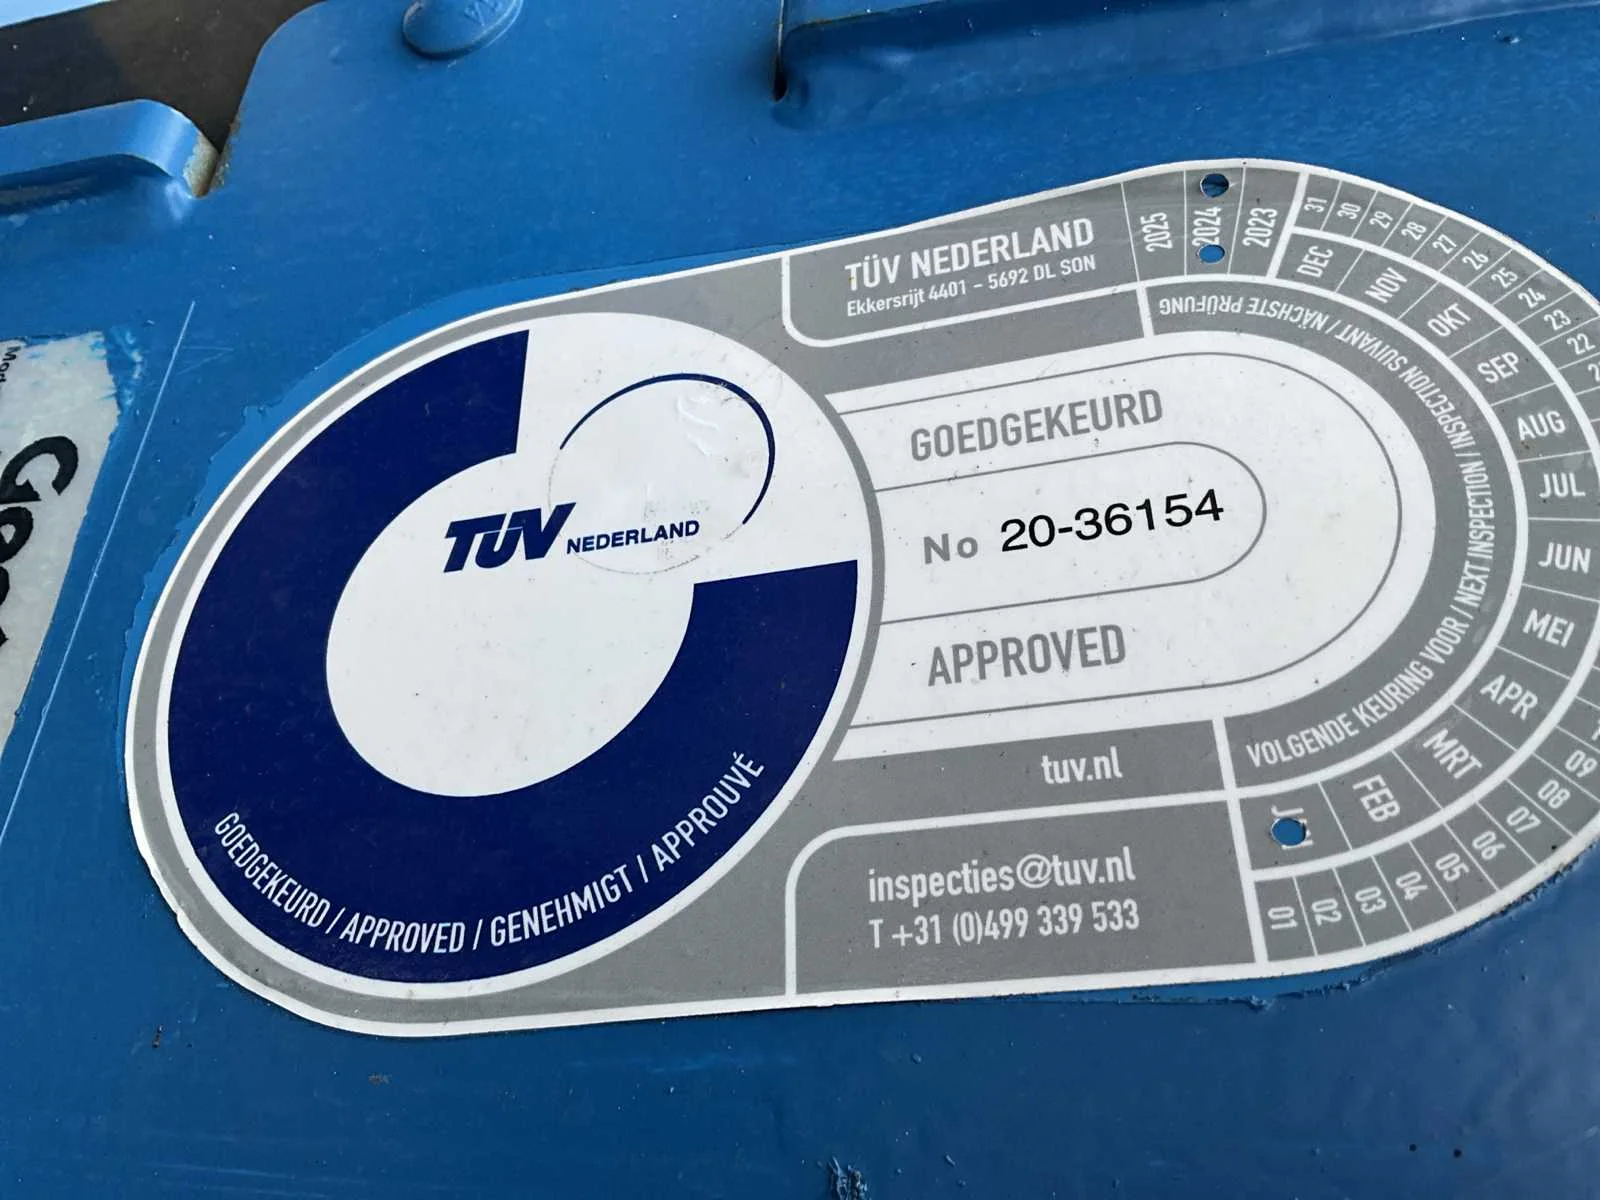 TÜV NEDERLAND
Ekkersrijt 4401 - 5692 DL SON
2025
2024
2023
31
30
29
28
27
26
25
24
23
22
DEC
NOV
OKT
SEP
AUG
JUL
JUN
MEI
APR
MRT
FEB
VOLGENDE KEURING VOOR / NEXT INSPECTION / INSPECTION SUIVANT / NÄCHSTE PRÜFUNG
GOEDGEKEURD
No 20-36154
APPROVED
TÜV NEDERLAND
GOEDGEKEURD / APPROVED / GENEHMIGT / APPROUVÉ
tuv.nl
inspecties@tuv.nl
T +31 (0)499 339 533
01
02
03
04
05
06
07
08
09